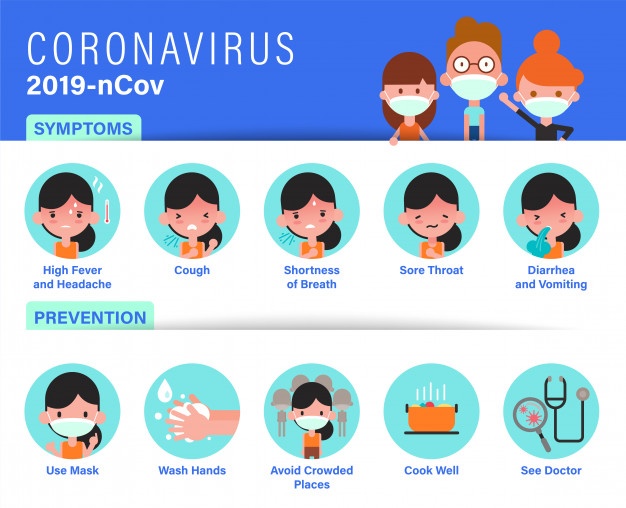 CORONAVIRUS
2019-nCov
SYMPTOMS
High Fever
and Headache
Cough
Shortness
of Breath
Sore Throat
Diarrhea
and Vomiting
PREVENTION
Use Mask
Wash Hands
Avoid Crowded
Places
Cook Well
See Doctor